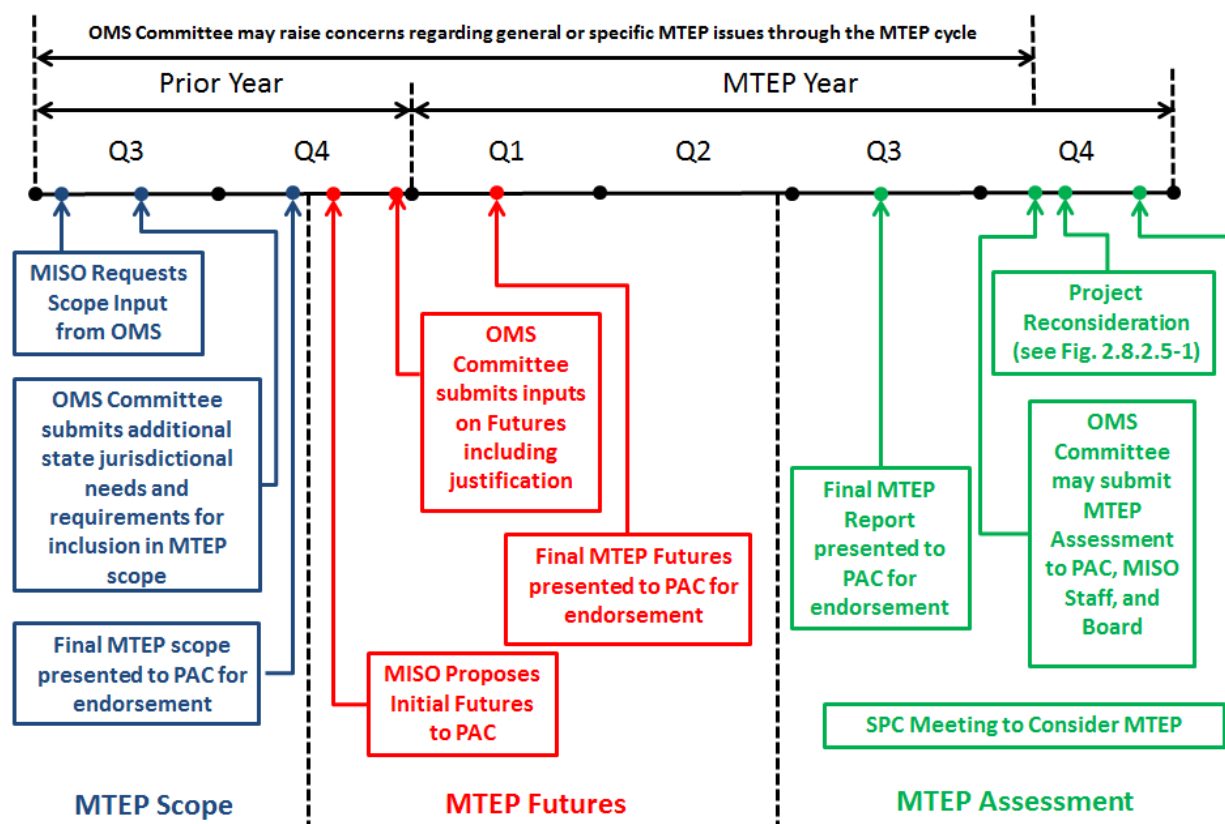 OMS Committee may raise concerns regarding general or specific MTEP issues through the MTEP cycle
Prior Year
MTEP Year
Q3
Q4
Q1
Q2
Q3
Q4
MISO Requests
Scope Input
from OMS
OMS Committee
submits additional
state jurisdictional
needs and
requirements for
inclusion in MTEP
scope
Final MTEP scope
presented to PAC for
endorsement
OMS
Committee
submits inputs
on Futures
including
justification
Final MTEP Futures
presented to PAC for
endorsement
MISO Proposes
Initial Futures
to PAC
Final MTEP
Report
presented to
PAC for
endorsement
Project
Reconsideration
(see Fig. 2.8.2.5-1)
OMS
Committee
may submit
MTEP
Assessment
to PAC, MISO
Staff, and
Board
SPC Meeting to Consider MTEP
MTEP Scope
MTEP Futures
MTEP Assessment